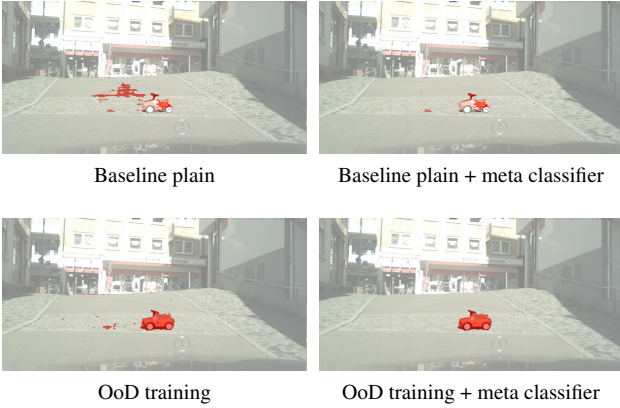 Baseline plain
Baseline plain + meta classifier
OoD training
OoD training + meta classifier